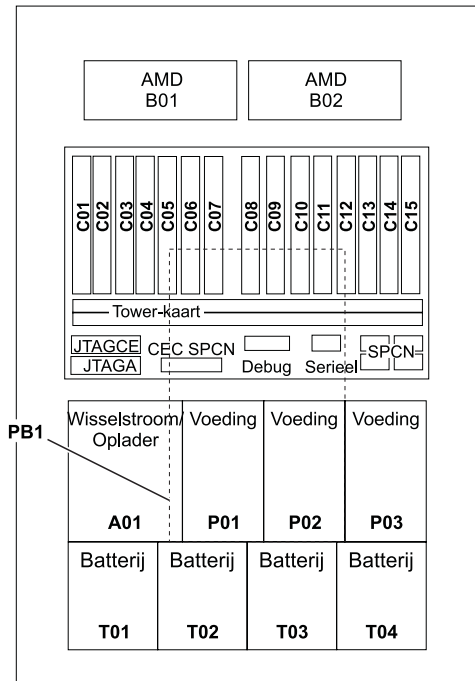 AMD
B01
AMD
B02
C01
C02
C03
C04
C05
C06
C07
C08
C09
C10
C11
C12
C13
C14
C15
Tower-kaart
JTAGCE
JTAGA
CEC SPCN
Debug
Serieel
SPCN
PB1
Wisselstroom/
Oplader
A01
Voeding
P01
Voeding
P02
Voeding
P03
Batterij
T01
Batterij
T02
Batterij
T03
Batterij
T04